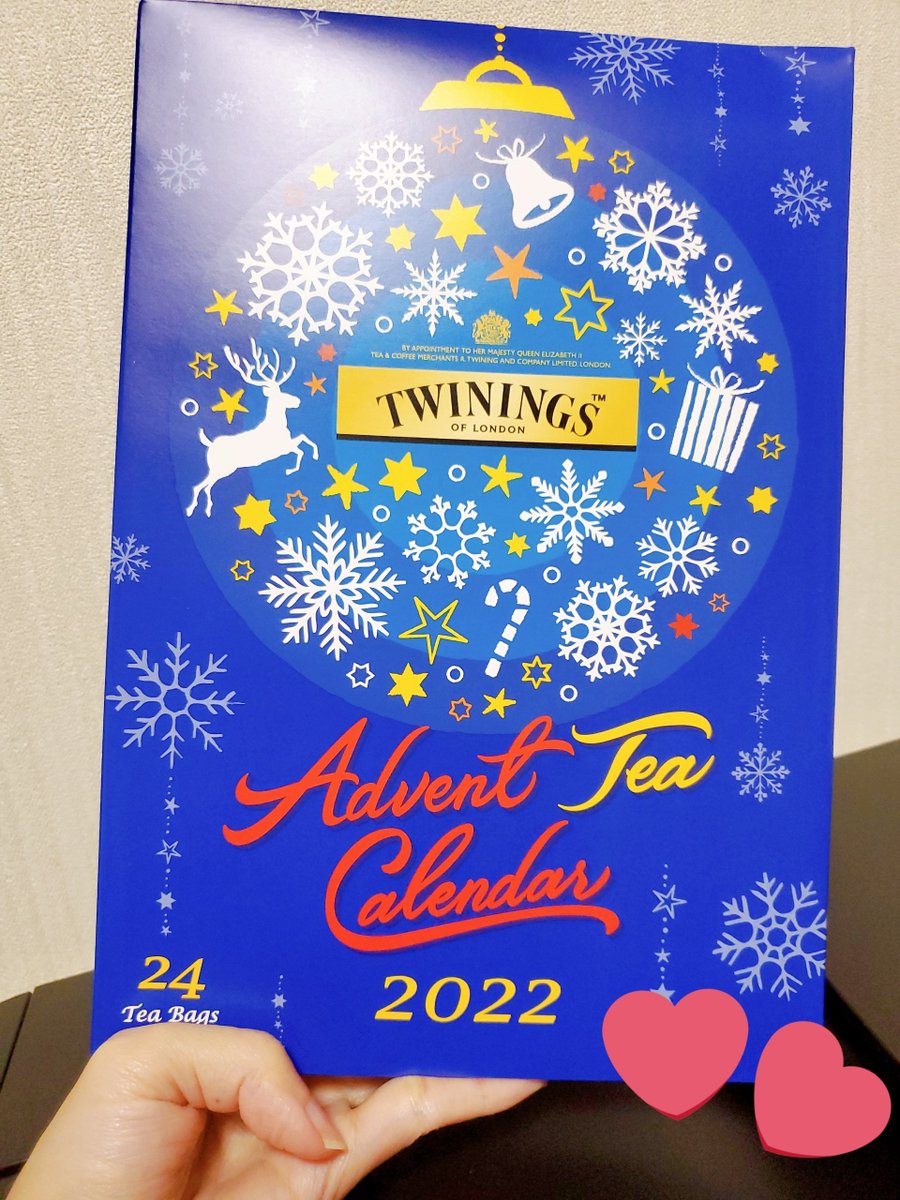 BY APPOINTMENT TO HER MAJESTY QUEEN ELIZABETH II
TEA & COFFEE MERCHANTS R. TWINING AND COMPANY LIMITED LONDON
TWININGS™
OF LONDON
Advent Tea
Calendar
24
Tea Bags
2022